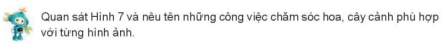 Quan sát Hình 7 và nêu tên những công việc chăm sóc hoa, cây cảnh phù hợp
với từng hình ảnh.